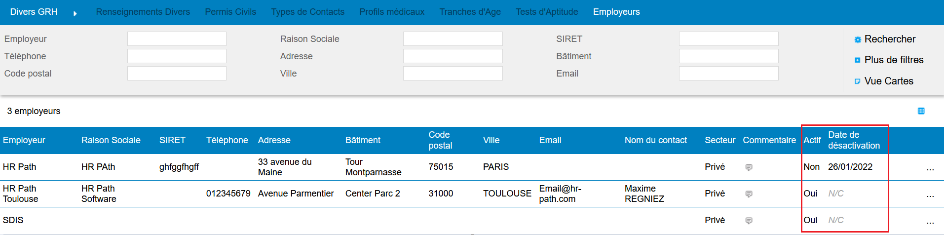 Divers GRH Renseignements Divers Permis Civils Types de Contacts Profils médicaux Tranches d'Age Tests d'Aptitude Employeurs
Employeur Raison Sociale SIRET Rechercher
Téléphone Adresse Bâtiment Plus de filtres
Code postal Ville Email Vue Cartes
3 employeurs
Employeur Raison Sociale SIRET Téléphone Adresse Bâtiment Code postal Ville Email Nom du contact Secteur Commentaire Actif Date de désactivation
HR Path HR PAth ghfggfhgff 33 avenue du Maine Tour Montparnasse 75015 PARIS Privé Non 26/01/2022 ...
HR Path Toulouse HR Path Software 012345679 Avenue Parmentier Center Parc 2 31000 TOULOUSE Email@hr-path.com Maxime REGNIEZ Privé Oui N/C ...
SDIS Privé Oui N/C ...